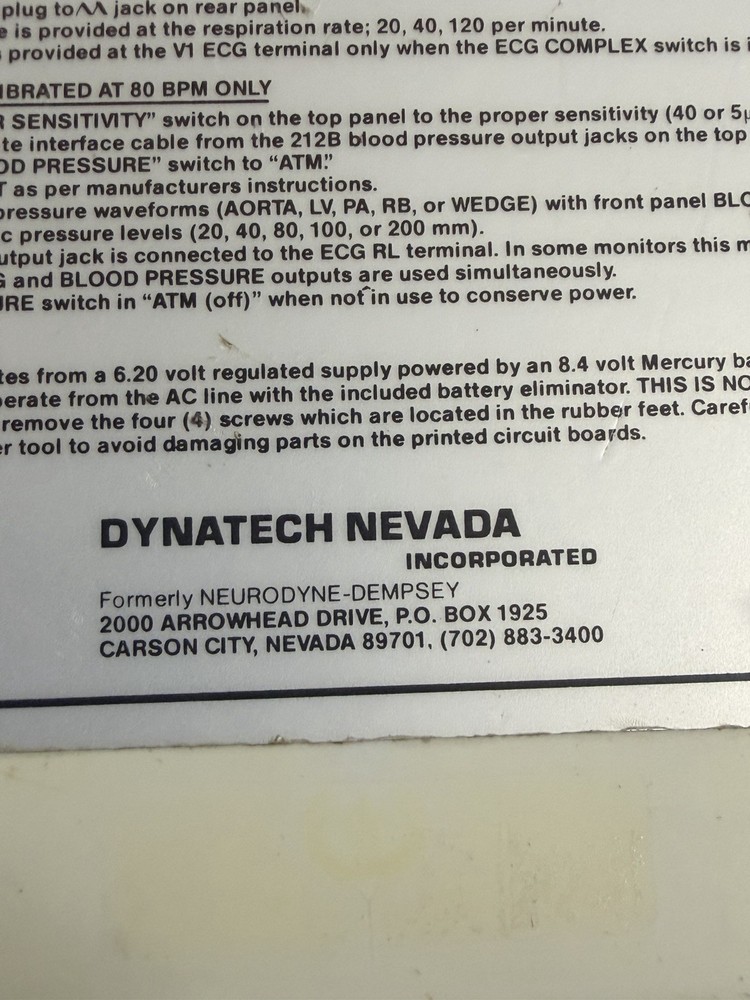 plug to jack on rear panel.
e is provided at the respiration rate; 20, 40, 120 per minute.
s provided at the V1 ECG terminal only when the ECG COMPLEX switch is i
IBRATED AT 80 BPM ONLY
R SENSITIVITY” switch on the top panel to the proper sensitivity (40 or 5µ
te interface cable from the 212B blood pressure output jacks on the top
OD PRESSURE” switch to “ATM.”
T as per manufacturers instructions.
pressure waveforms (AORTA, LV, PA, RB, or WEDGE) with front panel BLO
c pressure levels (20, 40, 80, 100, or 200 mm).
utput jack is connected to the ECG RL terminal. In some monitors this m
G and BLOOD PRESSURE outputs are used simultaneously.
URE switch in “ATM (off)” when not in use to conserve power.
tes from a 6.20 volt regulated supply powered by an 8.4 volt Mercury ba
perate from the AC line with the included battery eliminator. THIS IS NO
remove the four (4) screws which are located in the rubber feet. Caref
er tool to avoid damaging parts on the printed circuit boards.
DYNATECH NEVADA
INCORPORATED
Formerly NEURODYNE-DEMPSEY
2000 ARROWHEAD DRIVE, P.O. BOX 1925
CARSON CITY, NEVADA 89701, (702) 883-3400